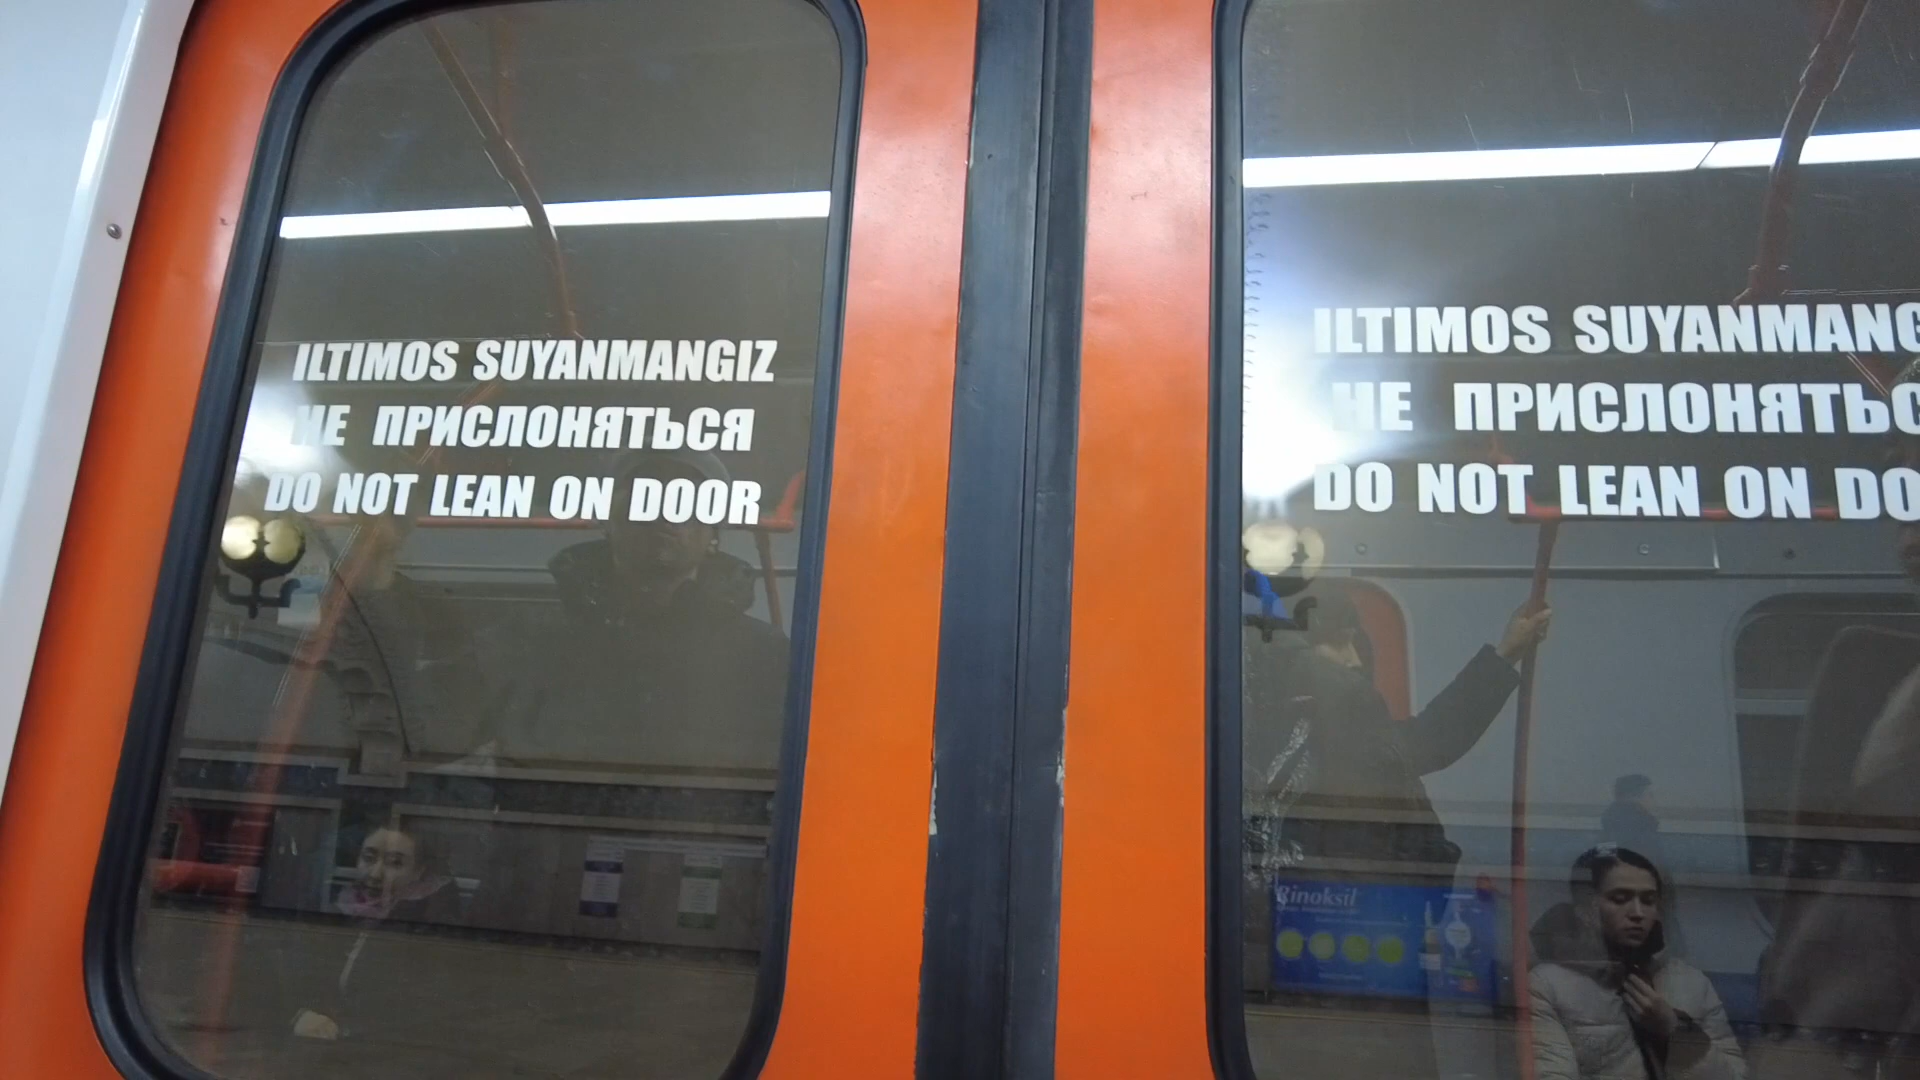 ILTIMOS SUYANMANGIZ
НЕ ПРИСЛОНЯТЬСЯ
DO NOT LEAN ON DOOR
ILTIMOS SUYANMANG
НЕ ПРИСЛОНЯТЬС
DO NOT LEAN ON DO
Rinoksil